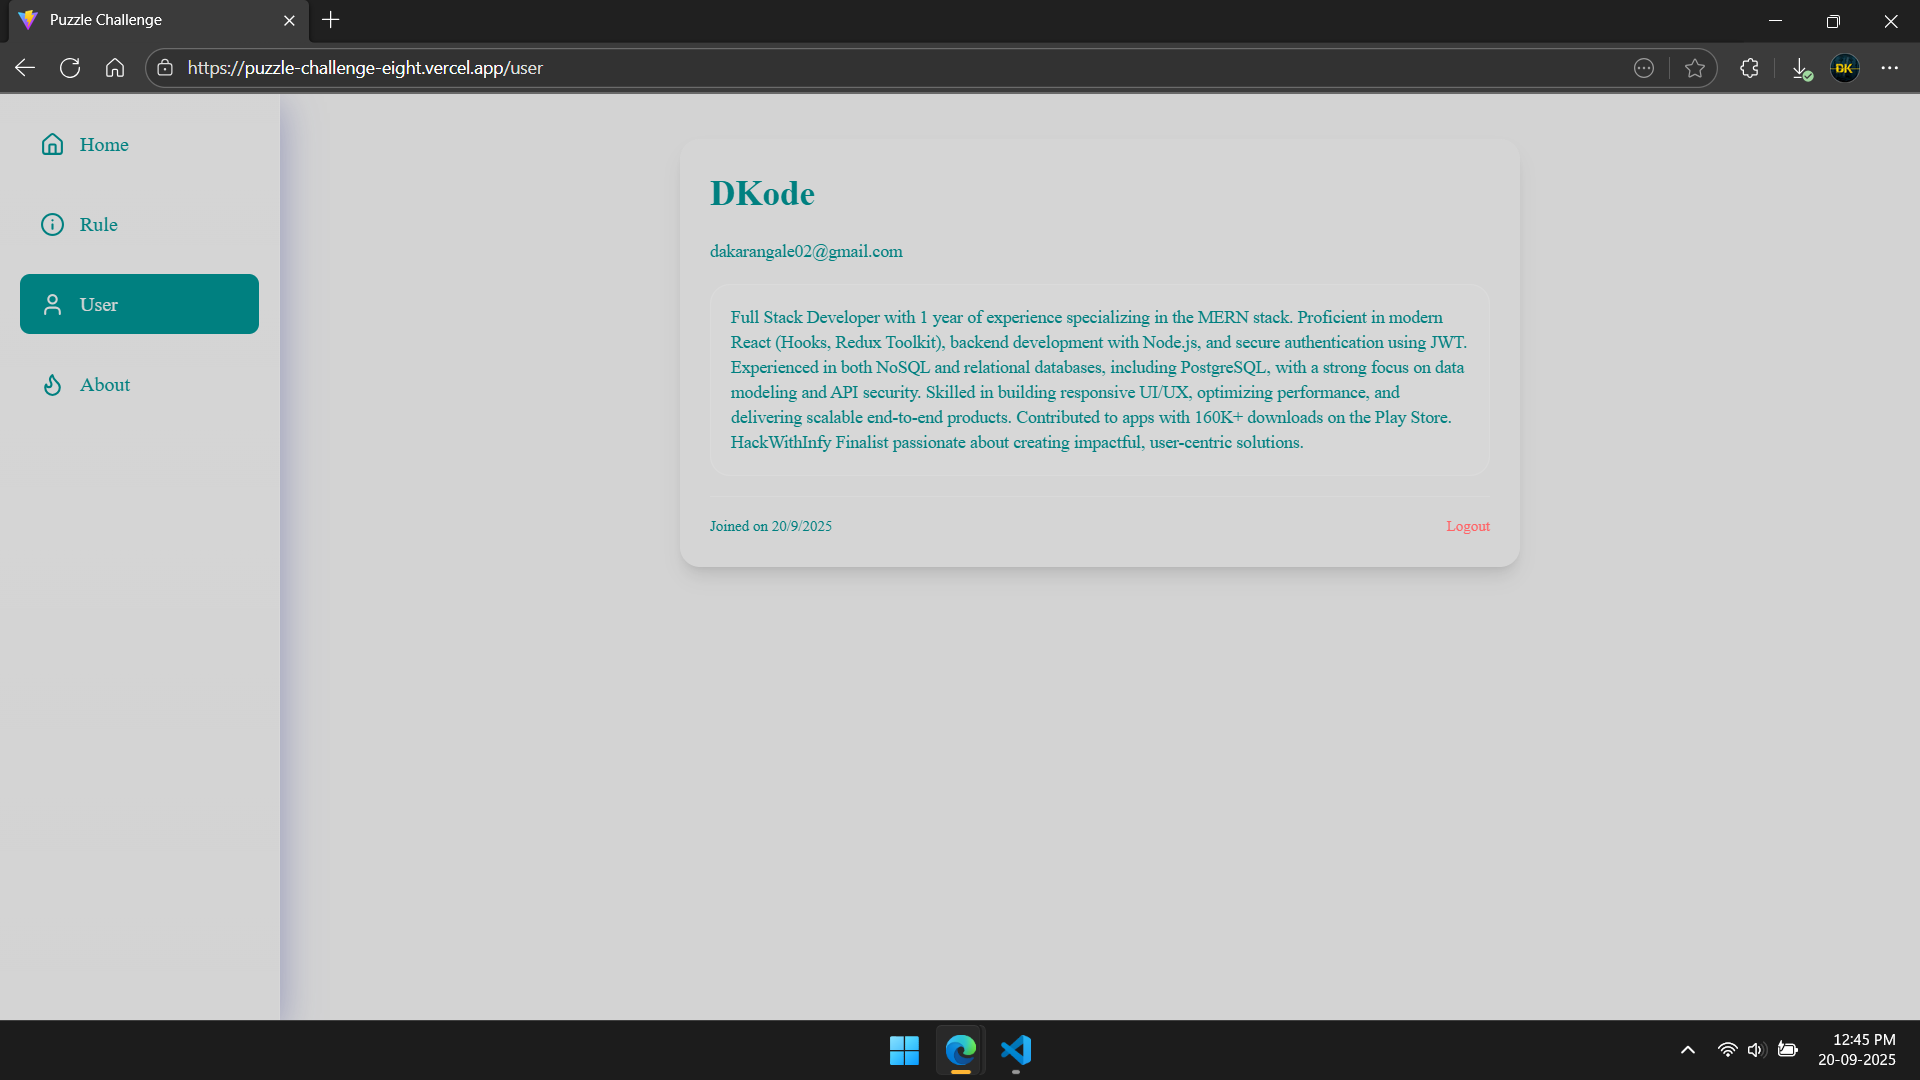 Puzzle Challenge
https://puzzle-challenge-eight.vercel.app/user
DK
Home
Rule
User
About
DKode
dakarangale02@gmail.com
Full Stack Developer with 1 year of experience specializing in the MERN stack. Proficient in modern
React (Hooks, Redux Toolkit), backend development with Node.js, and secure authentication using JWT.
Experienced in both NoSQL and relational databases, including PostgreSQL, with a strong focus on data
modeling and API security. Skilled in building responsive UI/UX, optimizing performance, and
delivering scalable end-to-end products. Contributed to apps with 160K+ downloads on the Play Store.
HackWithInfy Finalist passionate about creating impactful, user-centric solutions.
Joined on 20/9/2025
Logout
12:45 PM
20-09-2025